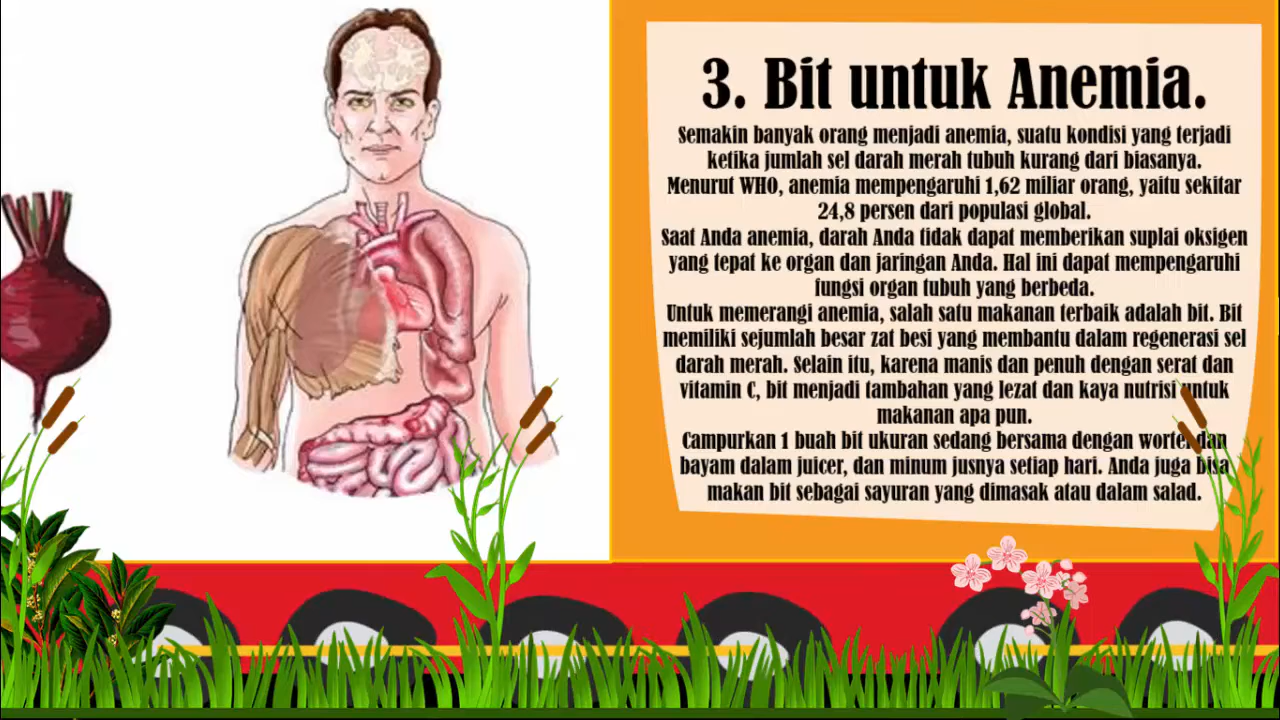 3. Bit untuk Anemia.
Semakin banyak orang menjadi anemia, suatu kondisi yang terjadi
ketika jumlah sel darah merah tubuh kurang dari biasanya.
Menurut WHO, anemia mempengaruhi 1,62 miliar orang, yaitu sekitar
24,8 persen dari populasi global.
Saat Anda anemia, darah Anda tidak dapat memberikan suplai oksigen
yang tepat ke organ dan jaringan Anda. Hal ini dapat mempengaruhi
fungsi organ tubuh yang berbeda.
Untuk memerangi anemia, salah satu makanan terbaik adalah bit. Bit
memiliki sejumlah besar zat besi yang membantu dalam regenerasi sel
darah merah. Selain itu, karena manis dan penuh dengan serat dan
vitamin C, bit menjadi tambahan yang lezat dan kaya nutrisi untuk
makanan apa pun.
Campurkan 1 buah bit ukuran sedang bersama dengan wortel dan
bayam dalam juicer, dan minum jusnya setiap hari. Anda juga bisa
makan bit sebagai sayuran yang dimasak atau dalam salad.